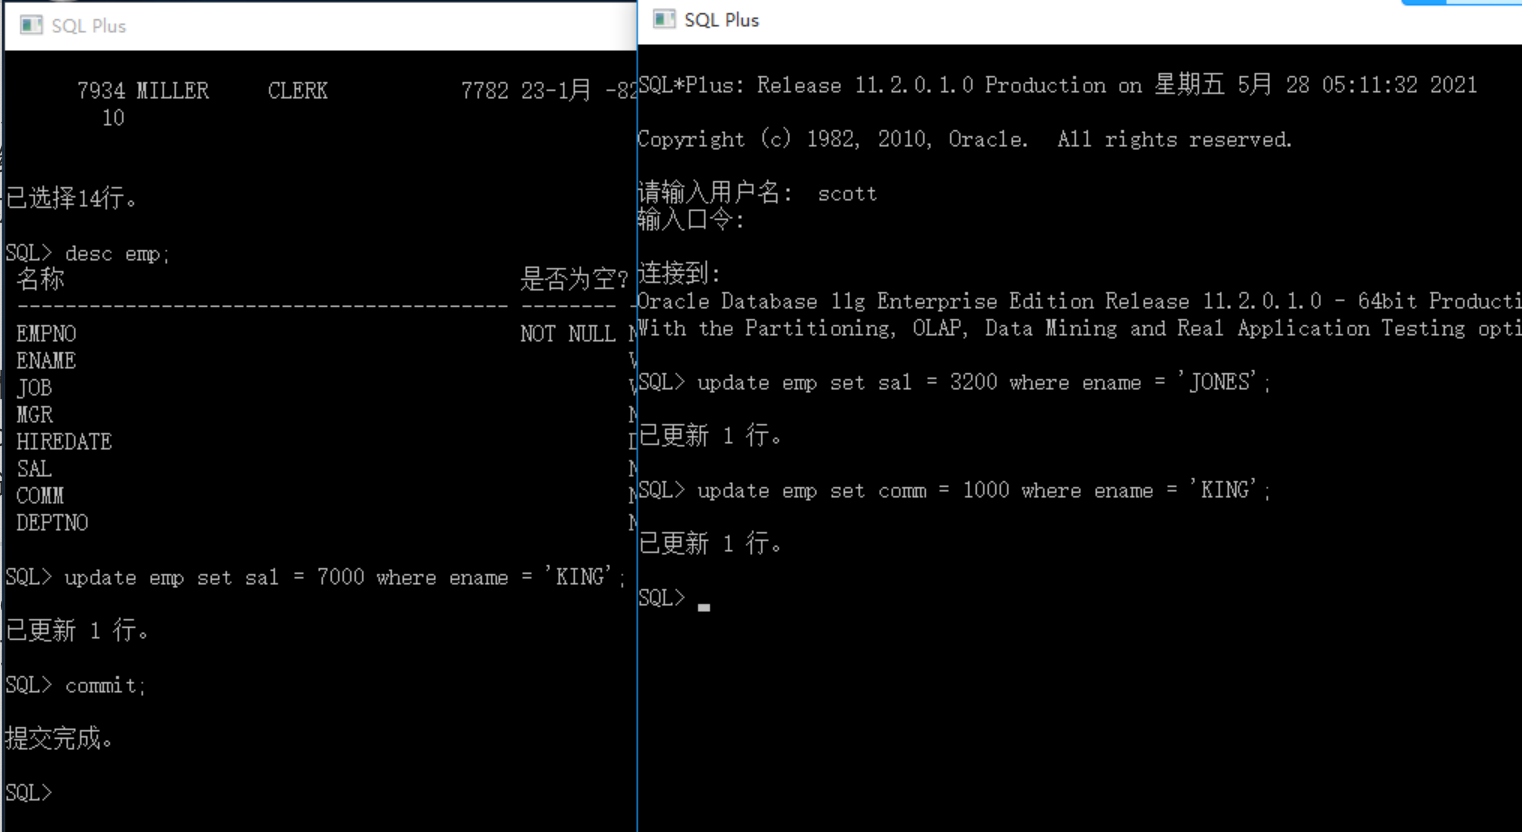 SQL Plus
7934 MILLER CLERK 7782 23-1月 -82
10
已选择14行。
SQL> desc emp;
名称 是否为空?
----------------------------------------- --------
EMPNO NOT NULL
ENAME
JOB
MGR
HIREDATE
SAL
COMM
DEPTNO
SQL> update emp set sal = 7000 where ename = 'KING';
已更新 1 行。
SQL> commit;
提交完成。
SQL>
SQL Plus
SQL*Plus: Release 11.2.0.1.0 Production on 星期五 5月 28 05:11:32 2021
Copyright (c) 1982, 2010, Oracle.  All rights reserved.
请输入用户名:  scott
输入口令:
连接到:
Oracle Database 11g Enterprise Edition Release 11.2.0.1.0 - 64bit Producti
With the Partitioning, OLAP, Data Mining and Real Application Testing opti
SQL> update emp set sal = 3200 where ename = 'JONES';
已更新 1 行。
SQL> update emp set comm = 1000 where ename = 'KING';
已更新 1 行。
SQL>